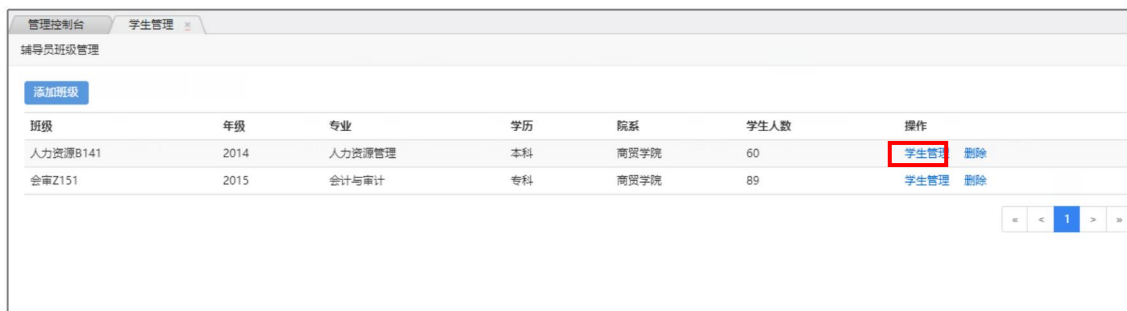 管理控制台 学生管理 ×
辅导员班级管理
添加班级
班级 年级 专业 学历 院系 学生人数 操作
人力资源B141 2014 人力资源管理 本科 商贸学院 60 学生管理 删除
会审Z151 2015 会计与审计 专科 商贸学院 89 学生管理 删除
« < 1 > »